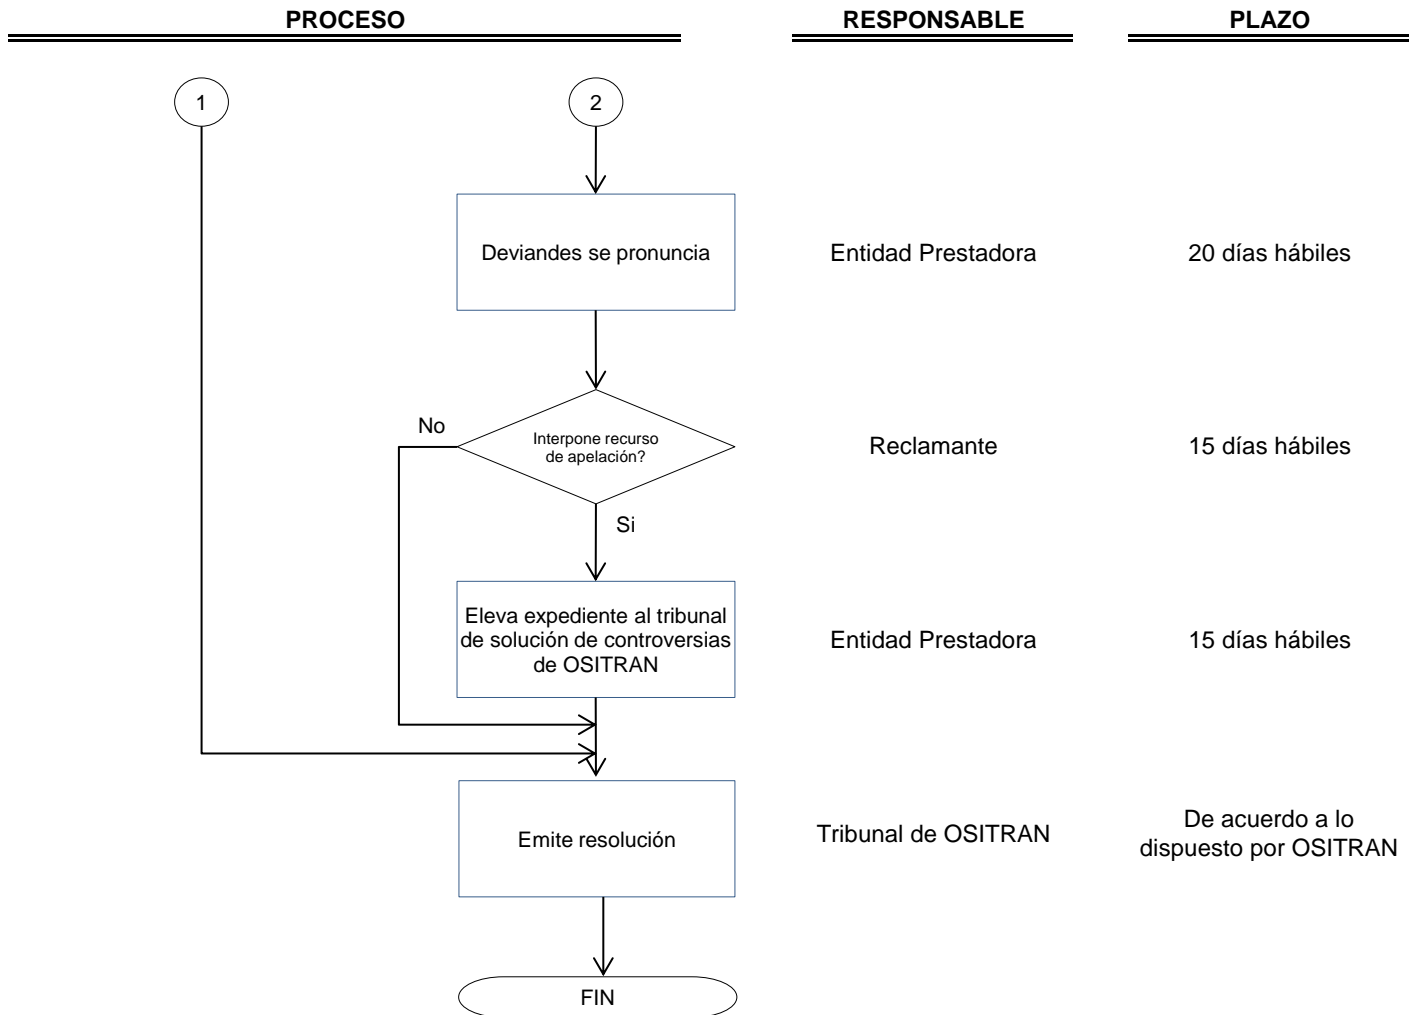 PROCESO
RESPONSABLE
PLAZO
1
2
Deviandes se pronuncia
Entidad Prestadora
20 días hábiles
No
Interpone recurso
de apelación?
Reclamante
15 días hábiles
Si
Eleva expediente al tribunal
de solución de controversias
de OSITRAN
Entidad Prestadora
15 días hábiles
Emite resolución
Tribunal de OSITRAN
De acuerdo a lo
dispuesto por OSITRAN
FIN